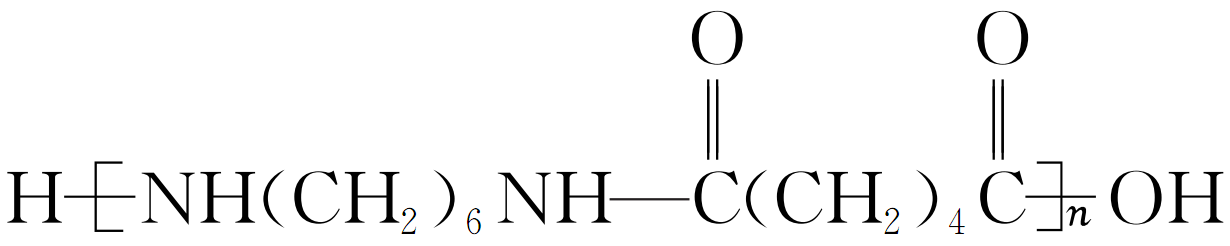 O O
H[NH(CH₂)₆NH—C(CH₂)₄C]ₙOH